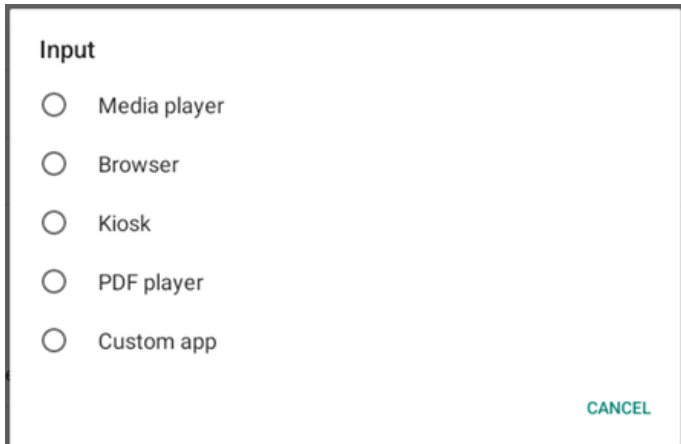 Input
Media player
Browser
Kiosk
PDF player
Custom app
CANCEL